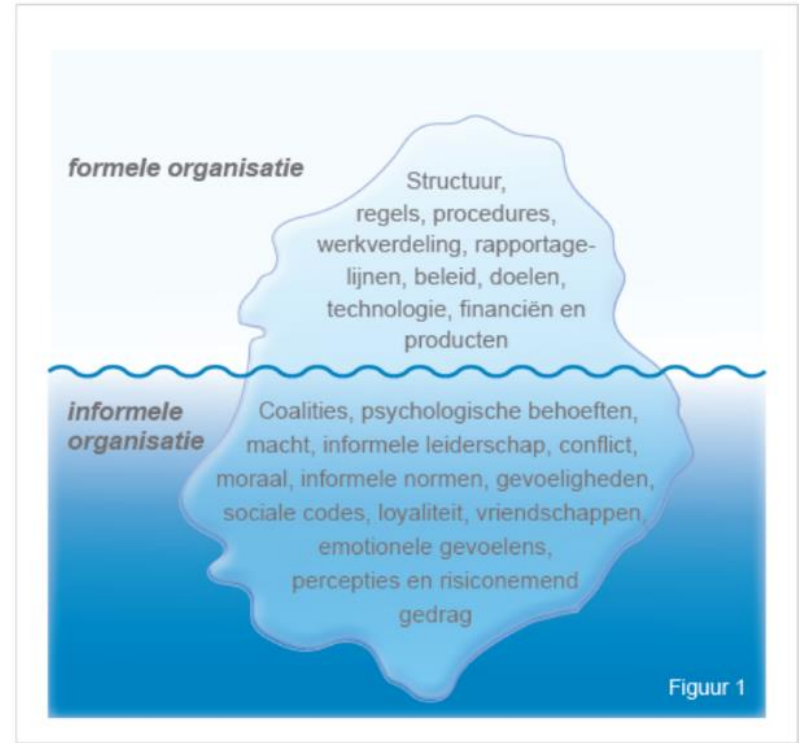 formele organisatie
Structuur,
regels, procedures,
werkverdeling, rapportage-
lijnen, beleid, doelen,
technologie, financiën en
producten
informele
organisatie
Coalities, psychologische behoeften,
macht, informele leiderschap, conflict,
moraal, informele normen, gevoeligheden,
sociale codes, loyaliteit, vriendschappen,
emotionele gevoelens,
percepties en risiconemend
gedrag
Figuur 1